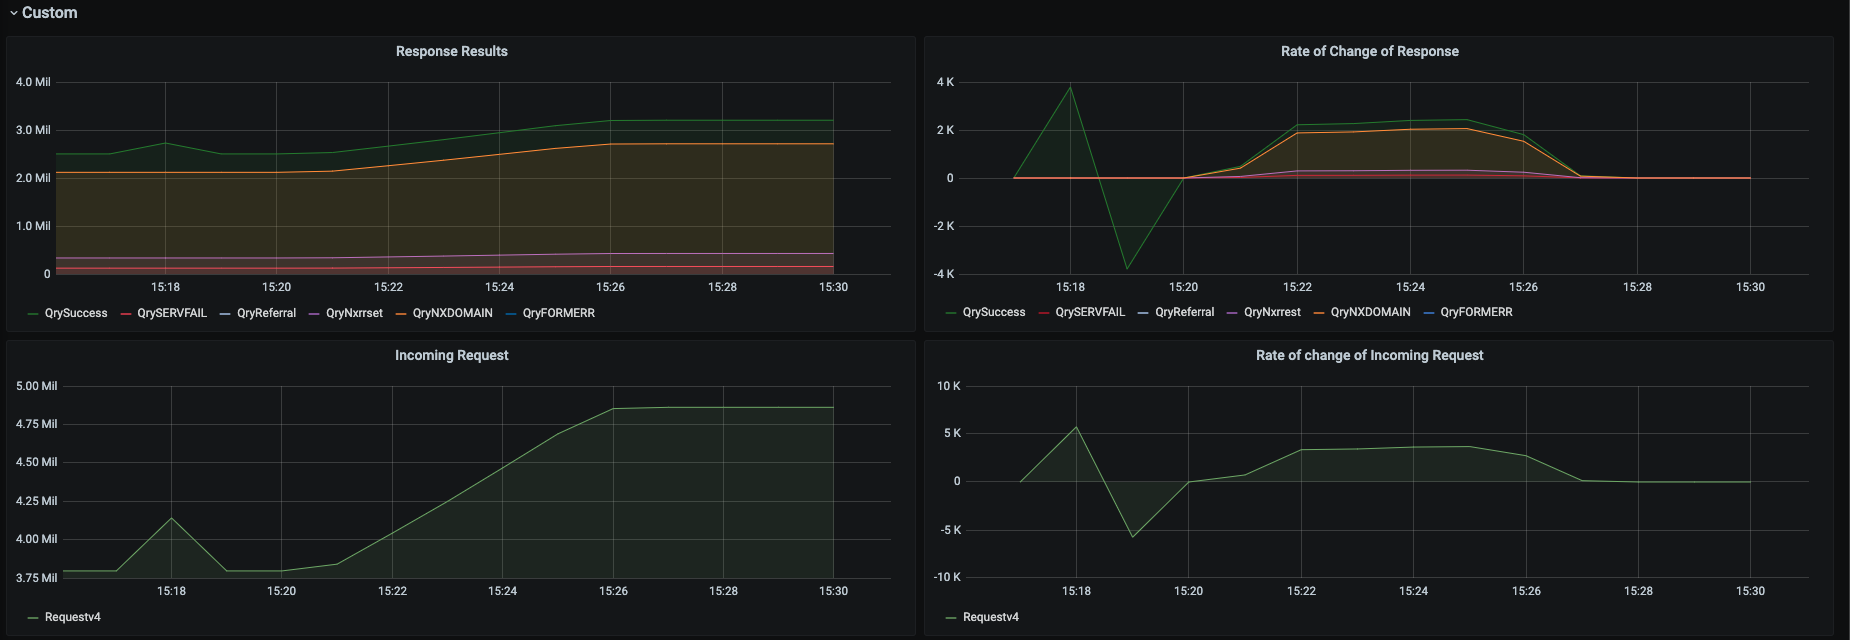 Custom
Response Results
4.0 Mil
3.0 Mil
2.0 Mil
1.0 Mil
0
15:18 15:20 15:22 15:24 15:26 15:28 15:30
QrySuccess QrySERVFAIL QryReferral QryNxrrset QryNXDOMAIN QryFORMERR
Rate of Change of Response
4 K
2 K
0
-2 K
-4 K
15:18 15:20 15:22 15:24 15:26 15:28 15:30
QrySuccess QrySERVFAIL QryReferral QryNxrrest QryNXDOMAIN QryFORMERR
Incoming Request
5.00 Mil
4.75 Mil
4.50 Mil
4.25 Mil
4.00 Mil
3.75 Mil
15:18 15:20 15:22 15:24 15:26 15:28 15:30
Requestv4
Rate of change of Incoming Request
10 K
5 K
0
-5 K
-10 K
15:18 15:20 15:22 15:24 15:26 15:28 15:30
Requestv4